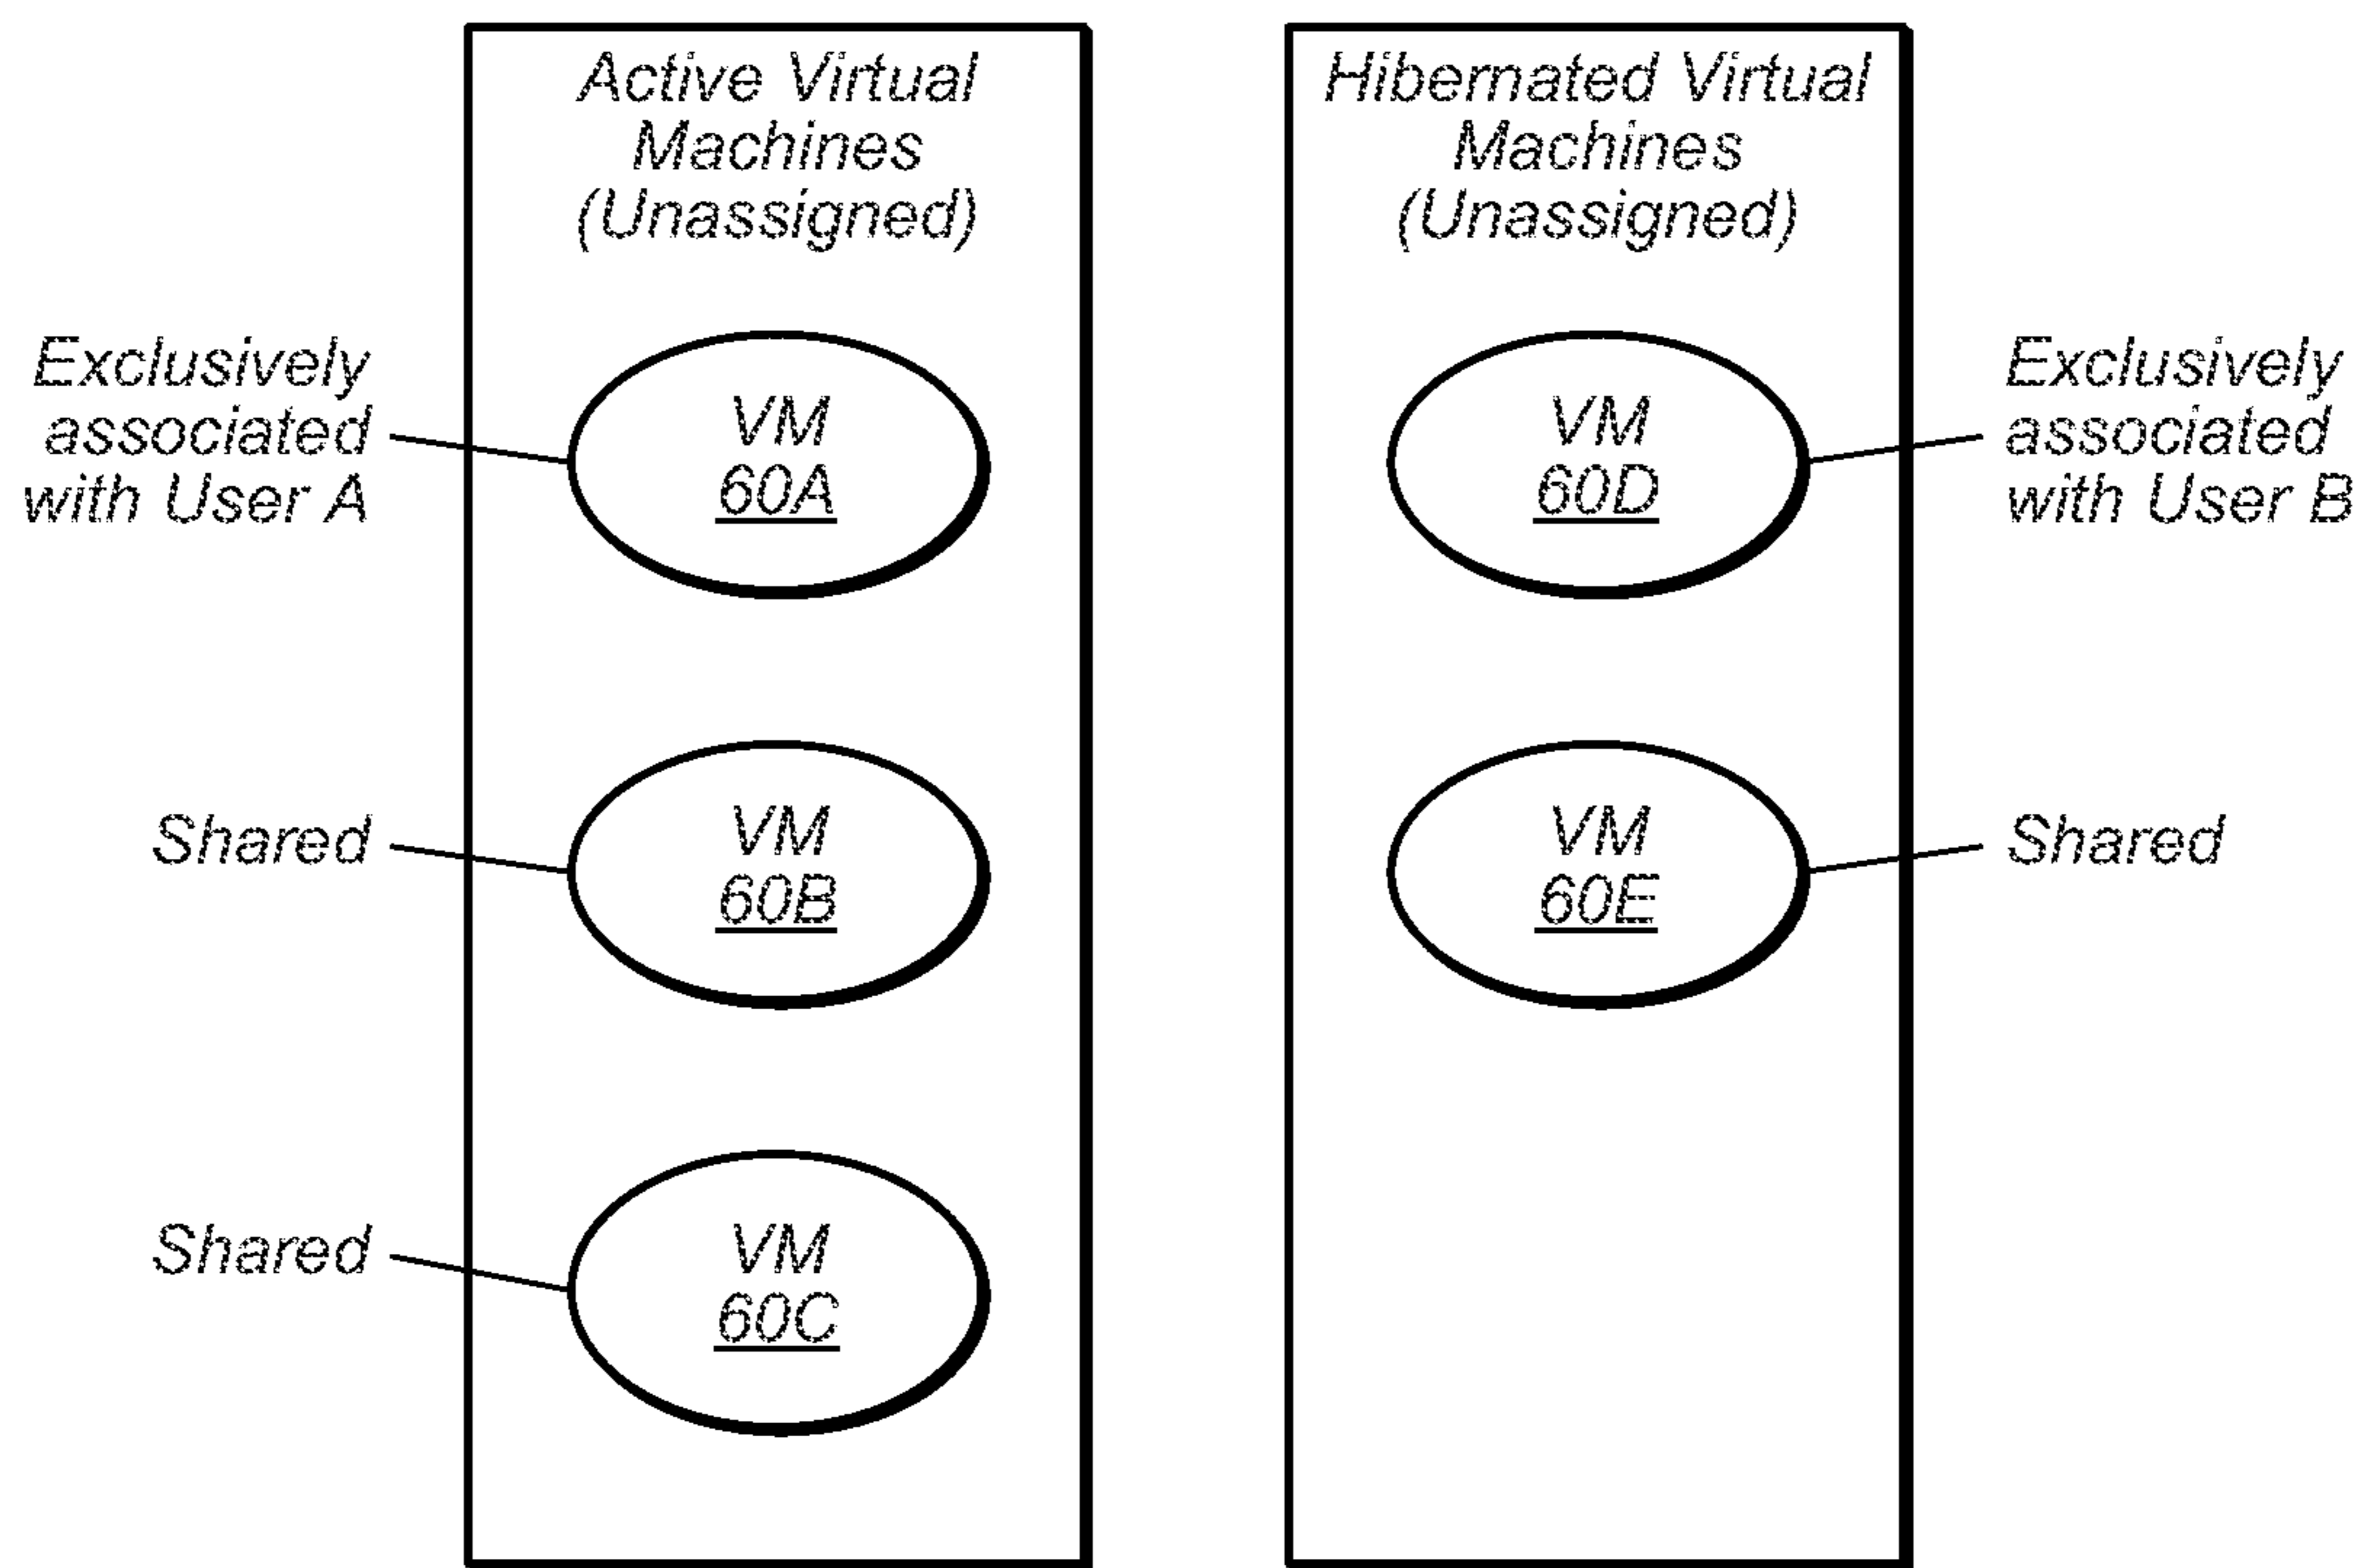 Active Virtual
Machines
(Unassigned)
Exclusively
associated
with User A
VM
60A
Shared
VM
60B
Shared
VM
60C
Hibernated Virtual
Machines
(Unassigned)
VM
60D
Exclusively
associated
with User B
VM
60E
Shared